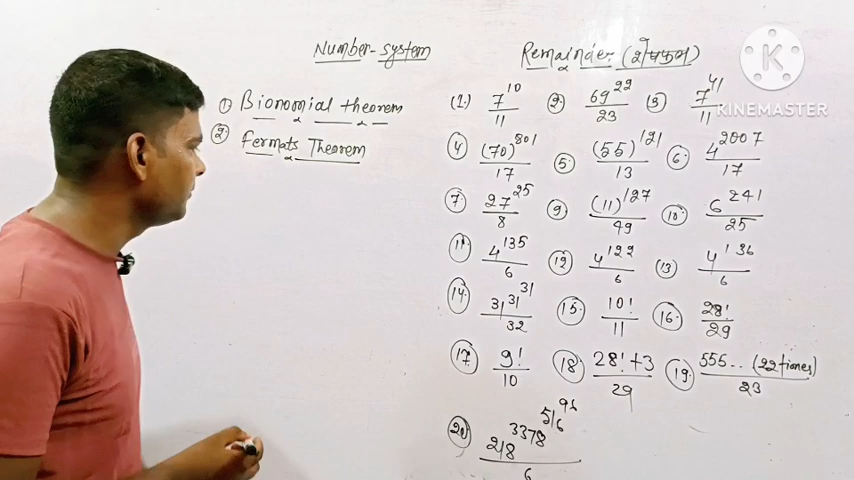 Number-system
Remainder (शेषफल)
① Bionomial theorem
② Fermats Theorem
(1.) 7^10/11 ② 69^22/23 ③ 7^41/11
④ (70)^801/17 ⑤ (55)^121/13 ⑥ 4^2007/17
⑦ 27^25/8 ⑨ (11)^127/49 ⑩ 6^241/25
⑪ 4^135/6 ⑫ 4^122/6 ⑬ 4^136/6
⑭ 31^31^31/32 ⑮ 10!/11 ⑯ 28!/29
⑰ 9!/10 ⑱ 28!+3/29 ⑲ 555... (22 times)/23
⑳ 218^3378^516^96/6
K
KINEMASTER